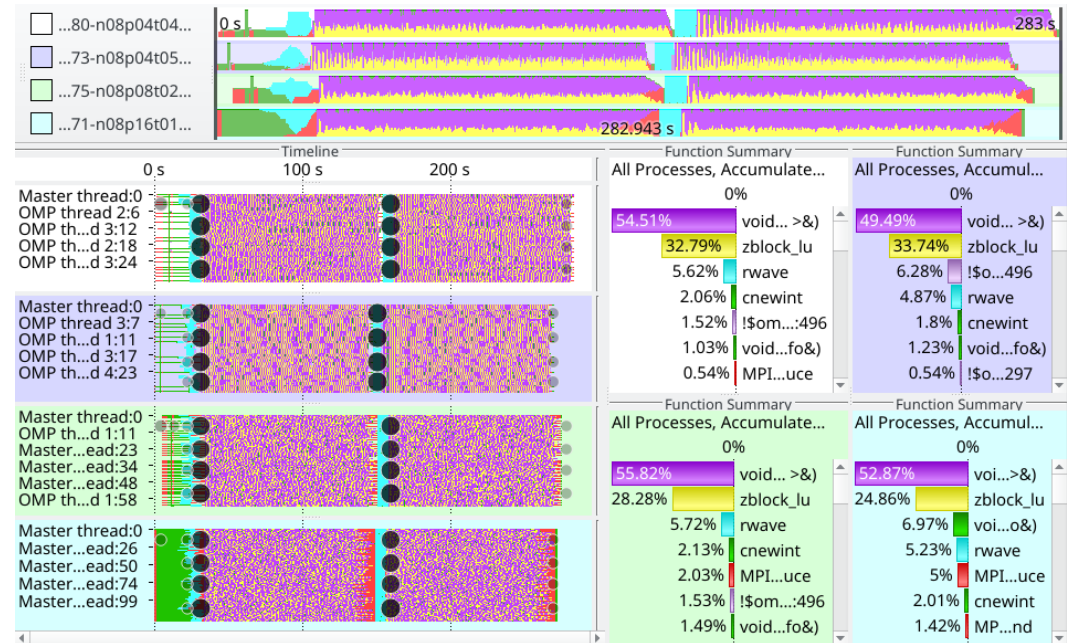 ...80-n08p04t04...
0 s
283 s
...73-n08p04t05...
...75-n08p08t02...
...71-n08p16t01...
282.943 s
Timeline
0 s
100 s
200 s
Master thread:0
OMP thread 2:6
OMP th...d 3:12
OMP th...d 2:18
OMP th...d 3:24
Master thread:0
OMP thread 3:7
OMP th...d 1:11
OMP th...d 3:17
OMP th...d 4:23
Master thread:0
OMP th...d 1:11
Master...ead:23
Master...ead:34
Master...ead:48
OMP th...d 1:58
Master thread:0
Master...ead:26
Master...ead:50
Master...ead:74
Master...ead:99
Function Summary
All Processes, Accumulate...
0%
54.51% void... >&)
32.79% zblock_lu
5.62% rwave
2.06% cnewint
1.52% !$om...:496
1.03% void...fo&)
0.54% MPI...uce
Function Summary
All Processes, Accumul...
0%
49.49% void... >&)
33.74% zblock_lu
6.28% !$o...496
4.87% rwave
1.8% cnewint
1.23% void...fo&)
0.54% !$o...297
Function Summary
All Processes, Accumulate...
0%
55.82% void... >&)
28.28% zblock_lu
5.72% rwave
2.13% cnewint
2.03% MPI...uce
1.53% !$om...:496
1.49% void...fo&)
Function Summary
All Processes, Accumul...
0%
52.87% voi...>&)
24.86% zblock_lu
6.97% voi...o&)
5.23% rwave
5% MPI...uce
2.01% cnewint
1.42% MP...nd